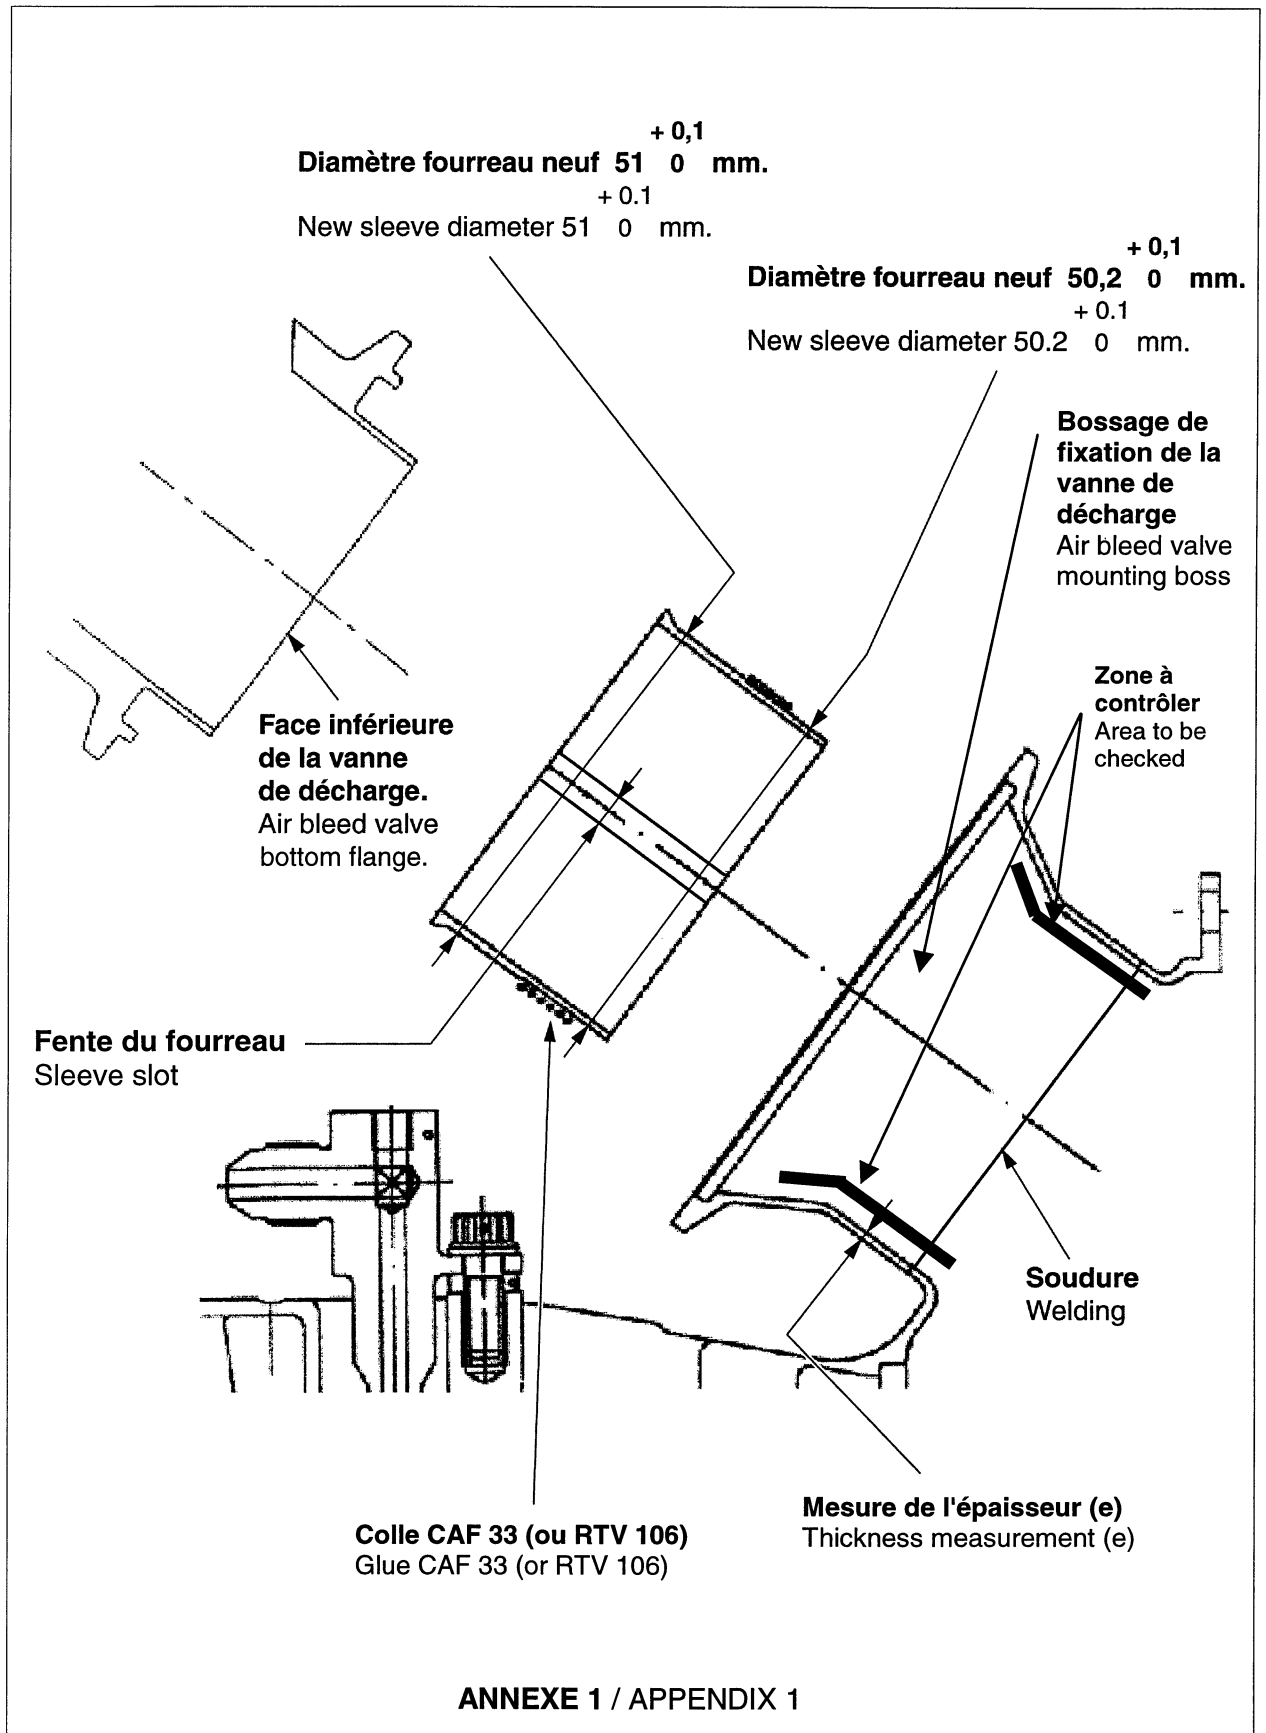 + 0,1
Diamètre fourreau neuf 51 0 mm.
+ 0.1
New sleeve diameter 51 0 mm.
+ 0,1
Diamètre fourreau neuf 50,2 0 mm.
+ 0.1
New sleeve diameter 50.2 0 mm.
Bossage de
fixation de la
vanne de
décharge
Air bleed valve
mounting boss
Zone à
contrôler
Area to be
checked
Face inférieure
de la vanne
de décharge.
Air bleed valve
bottom flange.
Fente du fourreau
Sleeve slot
Soudure
Welding
Mesure de l'épaisseur (e)
Thickness measurement (e)
Colle CAF 33 (ou RTV 106)
Glue CAF 33 (or RTV 106)
ANNEXE 1 / APPENDIX 1